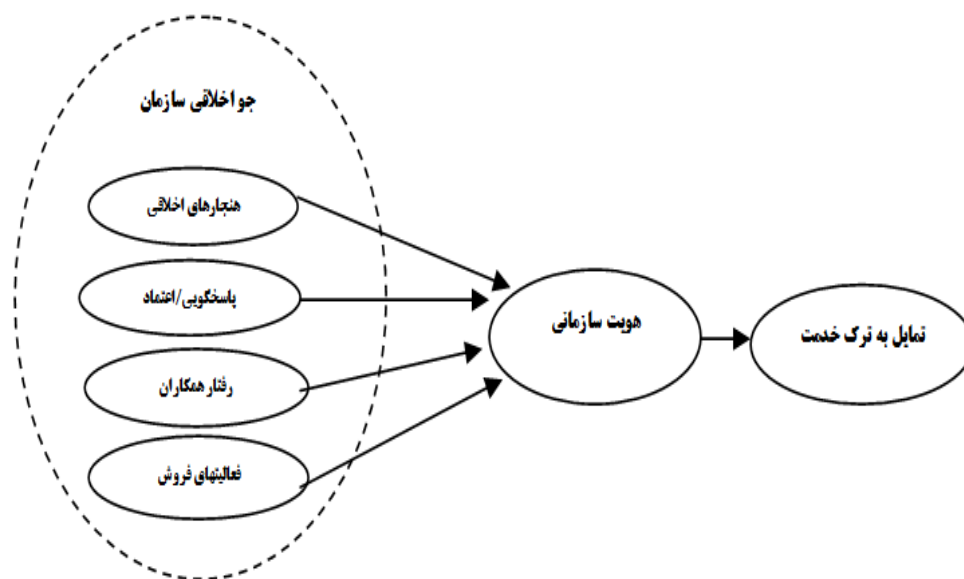 جو اخلاقی سازمان
هنجارهای اخلاقی
پاسخگویی/اعتماد
رفتار همکاران
فعالیتهای فروش
هویت سازمانی
تمایل به ترک خدمت